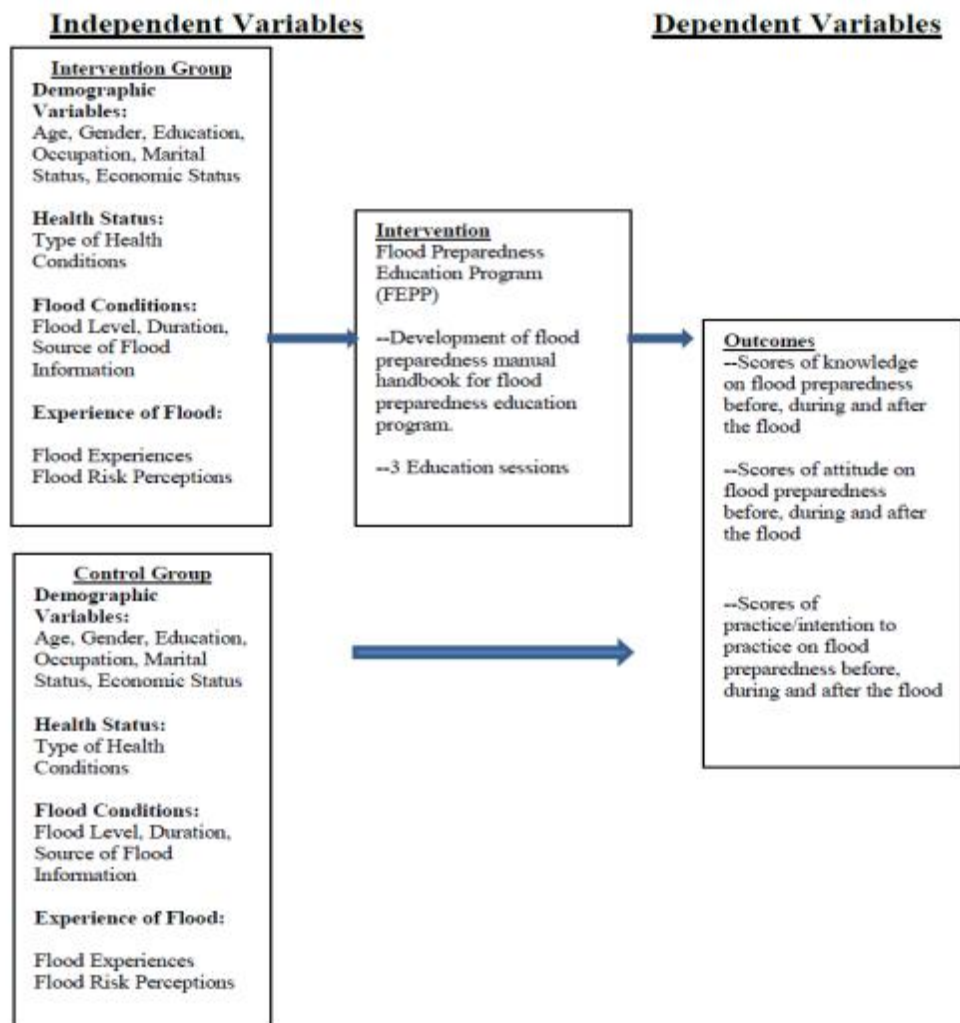 Independent Variables
Dependent Variables
Intervention Group
Demographic
Variables:
Age, Gender, Education,
Occupation, Marital
Status, Economic Status
Health Status:
Type of Health
Conditions
Flood Conditions:
Flood Level, Duration,
Source of Flood
Information
Experience of Flood:
Flood Experiences
Flood Risk Perceptions
Intervention
Flood Preparedness
Education Program
(FEPP)
--Development of flood
preparedness manual
handbook for flood
preparedness education
program.
--3 Education sessions
Outcomes
--Scores of knowledge
on flood preparedness
before, during and after
the flood
--Scores of attitude on
flood preparedness
before, during and after
the flood
--Scores of
practice/intention to
practice on flood
preparedness before,
during and after the flood
Control Group
Demographic
Variables:
Age, Gender, Education,
Occupation, Marital
Status, Economic Status
Health Status:
Type of Health
Conditions
Flood Conditions:
Flood Level, Duration,
Source of Flood
Information
Experience of Flood:
Flood Experiences
Flood Risk Perceptions